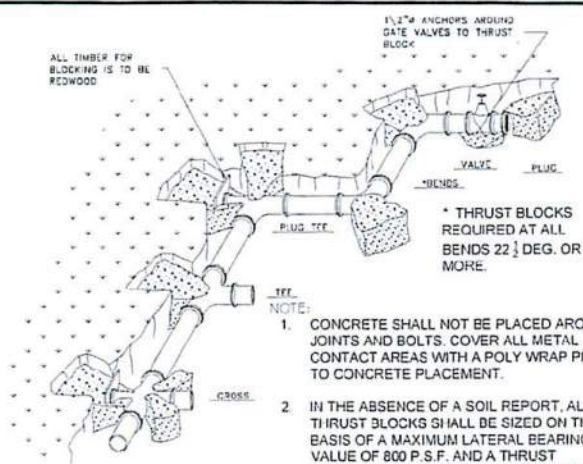 1\2"ø ANCHORS AROUND
GATE VALVES TO THRUST
BLOCK
ALL TIMBER FOR
BLOCKING IS TO BE
REDWOOD
VALVE
PLUG
*BENDS
* THRUST BLOCKS
REQUIRED AT ALL
BENDS 22 ½ DEG. OR
MORE.
PLUG TEE
TEE
NOTE:
1. CONCRETE SHALL NOT BE PLACED ARO
JOINTS AND BOLTS. COVER ALL METAL
CONTACT AREAS WITH A POLY WRAP PR
TO CONCRETE PLACEMENT.
CROSS
2 IN THE ABSENCE OF A SOIL REPORT, AL
THRUST BLOCKS SHALL BE SIZED ON TH
BASIS OF A MAXIMUM LATERAL BEARING
VALUE OF 800 P.S.F. AND A THRUST